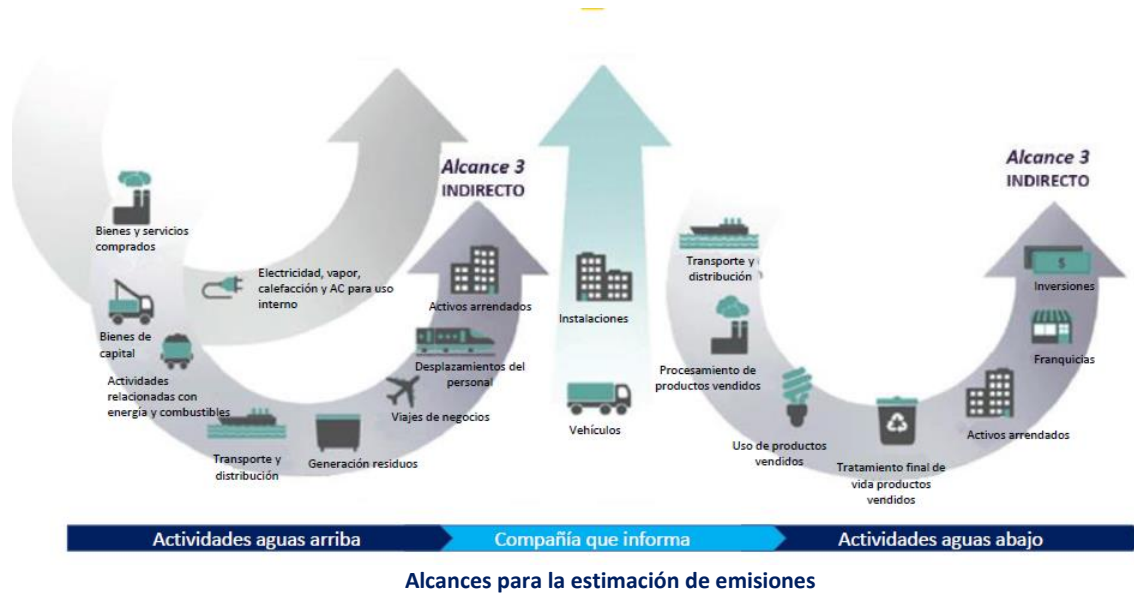 Alcance 3
INDIRECTO
Bienes y servicios
comprados
Electricidad, vapor,
calefacción y AC para uso
interno
Bienes de
capital
Actividades
relacionadas con
energía y combustibles
Transporte y
distribución
Generación residuos
Viajes de negocios
Desplazamientos del
personal
Activos arrendados
Instalaciones
Vehículos
Alcance 3
INDIRECTO
Transporte y
distribución
Procesamiento de
productos vendidos
Uso de productos
vendidos
Tratamiento final de
vida productos
vendidos
Activos arrendados
Franquicias
$
Inversiones
Actividades aguas arriba
Compañía que informa
Actividades aguas abajo
Alcances para la estimación de emisiones